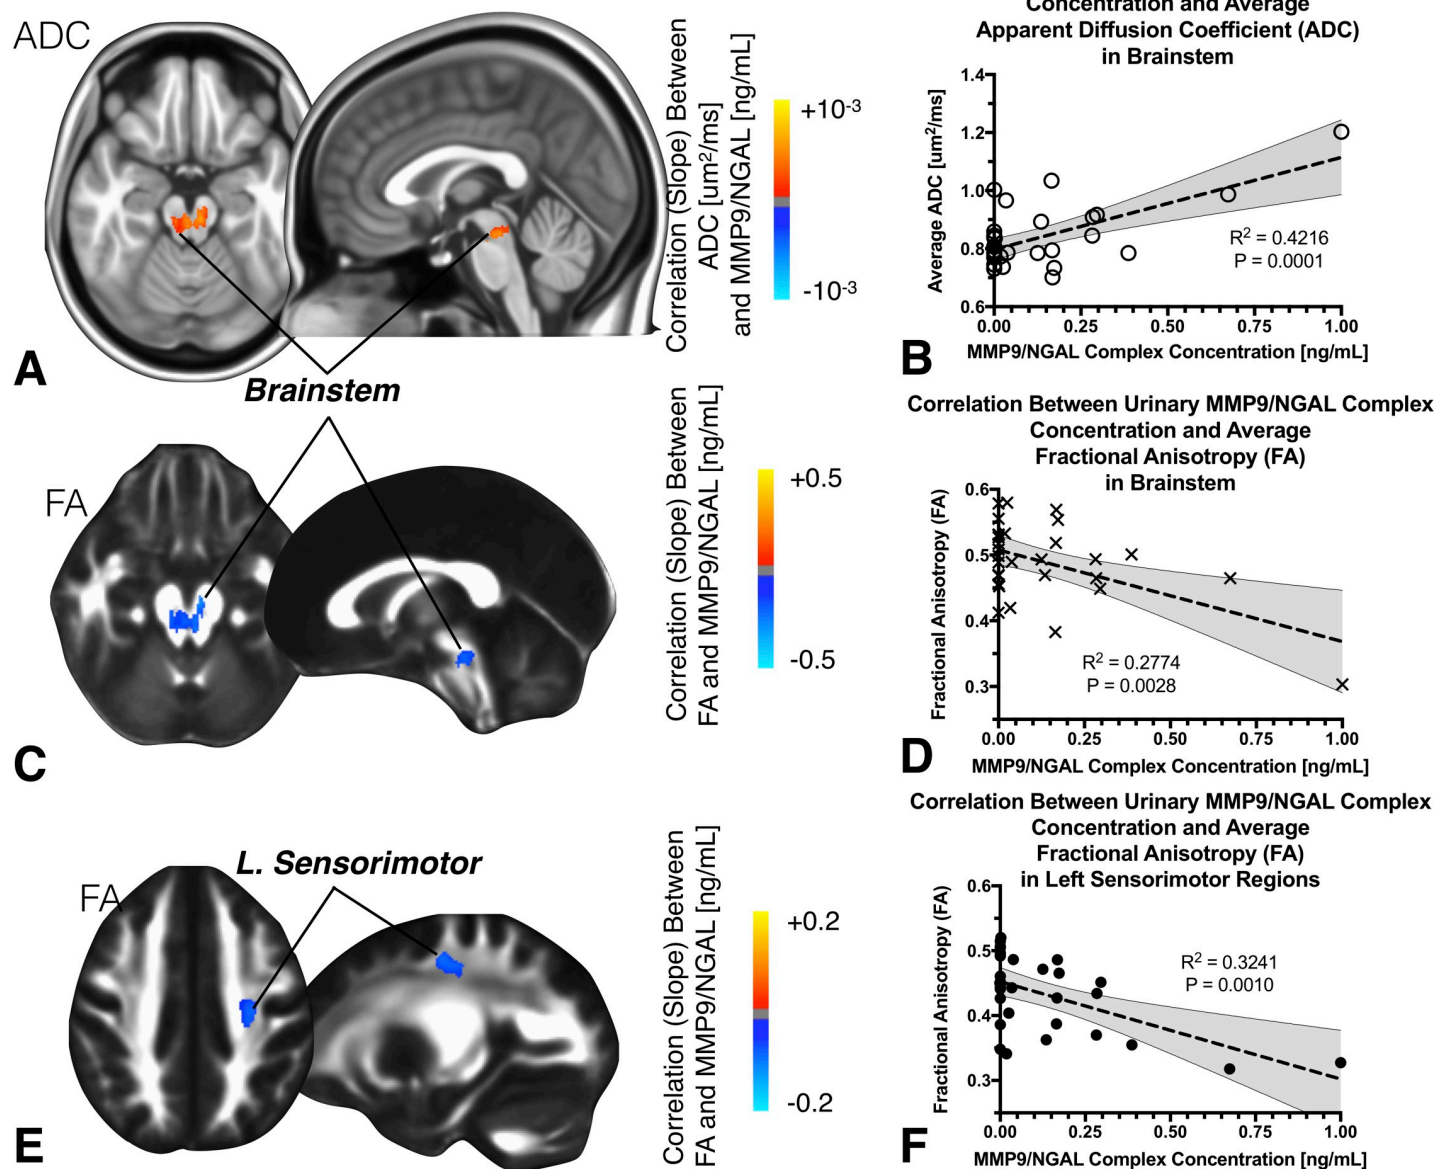 ADC
Correlation (Slope) Between
ADC [um²/ms]
and MMP9/NGAL [ng/mL]
+10⁻³
-10⁻³
A
Brainstem
Concentration and Average
Apparent Diffusion Coefficient (ADC)
in Brainstem
Average ADC [um²/ms]
1.4
1.2
1.0
0.8
0.6
R² = 0.4216
P = 0.0001
0.00 0.25 0.50 0.75 1.00
MMP9/NGAL Complex Concentration [ng/mL]
B
FA
Correlation (Slope) Between
FA and MMP9/NGAL [ng/mL]
+0.5
-0.5
C
Correlation Between Urinary MMP9/NGAL Complex
Concentration and Average
Fractional Anisotropy (FA)
in Brainstem
Fractional Anisotropy (FA)
0.6
0.5
0.4
0.3
R² = 0.2774
P = 0.0028
0.00 0.25 0.50 0.75 1.00
MMP9/NGAL Complex Concentration [ng/mL]
D
L. Sensorimotor
FA
Correlation (Slope) Between
FA and MMP9/NGAL [ng/mL]
+0.2
-0.2
E
Correlation Between Urinary MMP9/NGAL Complex
Concentration and Average
Fractional Anisotropy (FA)
in Left Sensorimotor Regions
Fractional Anisotropy (FA)
0.6
0.5
0.4
0.3
R² = 0.3241
P = 0.0010
0.00 0.25 0.50 0.75 1.00
MMP9/NGAL Complex Concentration [ng/mL]
F